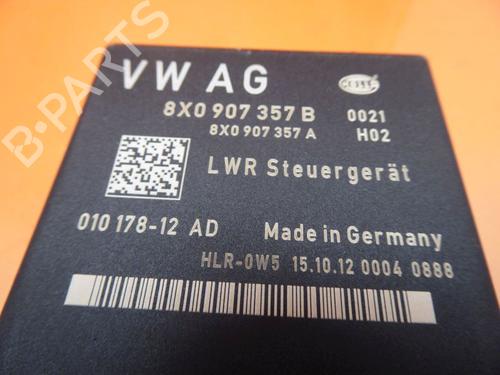 VW AG
HELLA
8X0 907 357 B 0021
8X0 907 357 A H02
LWR Steuergerät
010 178-12 AD Made in Germany
HLR-0W5 15.10.12 0004 0888
B-PARTS